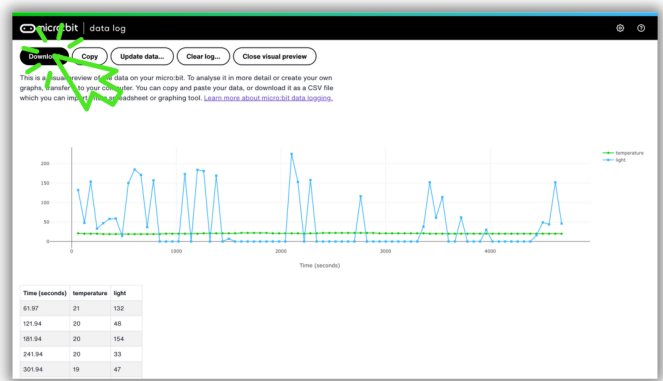 micro:bit | data log
Download Copy Update data... Clear log... Close visual preview
This is a visual preview of the data on your micro:bit. To analyse it in more detail or create your own
graphs, transfer it to your computer. You can copy and paste your data, or download it as a CSV file
which you can import into a spreadsheet or graphing tool. Learn more about micro:bit data logging.
temperature
light
200
150
100
50
0
0 1000 2000 3000 4000
Time (seconds)
Time (seconds) temperature light
61.97 21 132
121.94 20 48
181.94 20 154
241.94 20 33
301.94 19 47